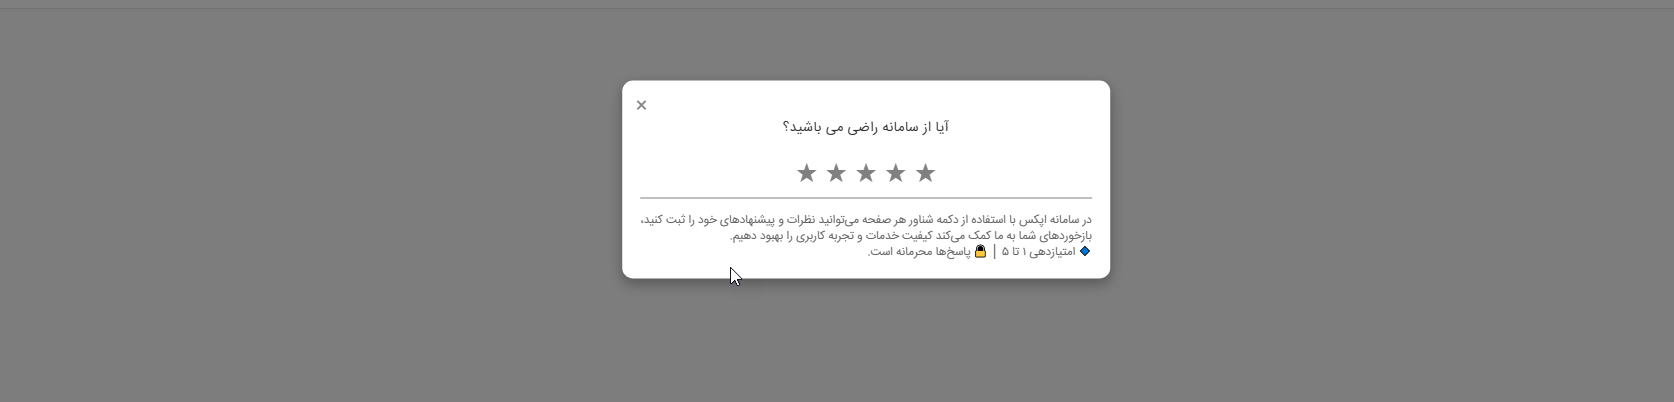 آیا از سامانه راضی می باشید؟
در سامانه اپکس با استفاده از دکمه شناور هر صفحه می‌توانید نظرات و پیشنهادهای خود را ثبت کنید،
بازخوردهای شما به ما کمک می‌کند کیفیت خدمات و تجربه کاربری را بهبود دهیم.
🔷 امتیازدهی ۱ تا ۵ | 🔒 پاسخ‌ها محرمانه است.